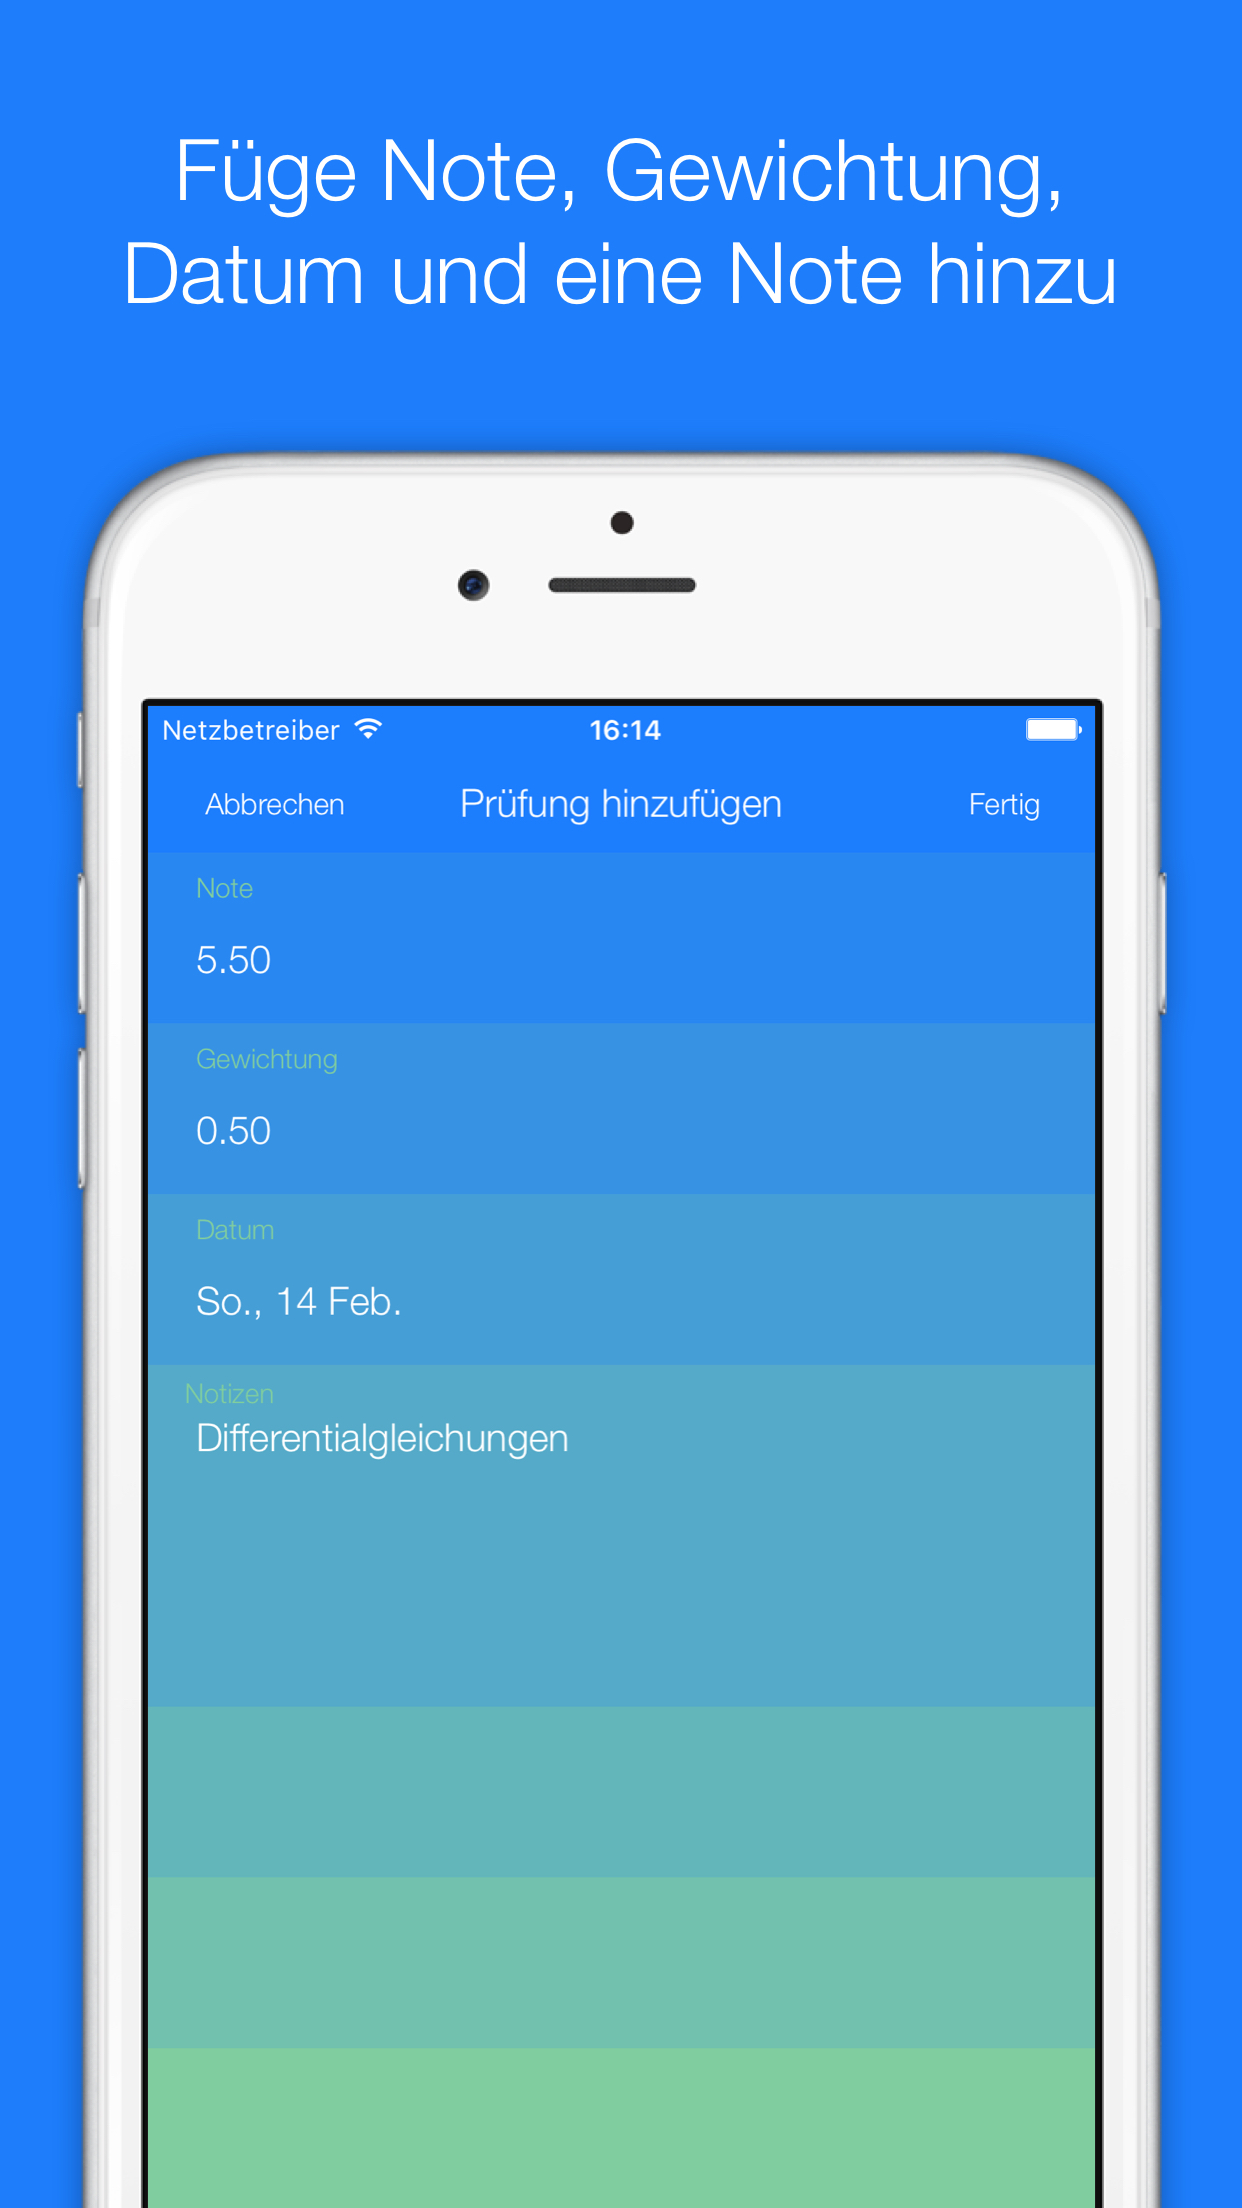 Füge Note, Gewichtung,
Datum und eine Note hinzu
Netzbetreiber 16:14
Abbrechen Prüfung hinzufügen Fertig
Note
5.50
Gewichtung
0.50
Datum
So., 14 Feb.
Notizen
Differentialgleichungen